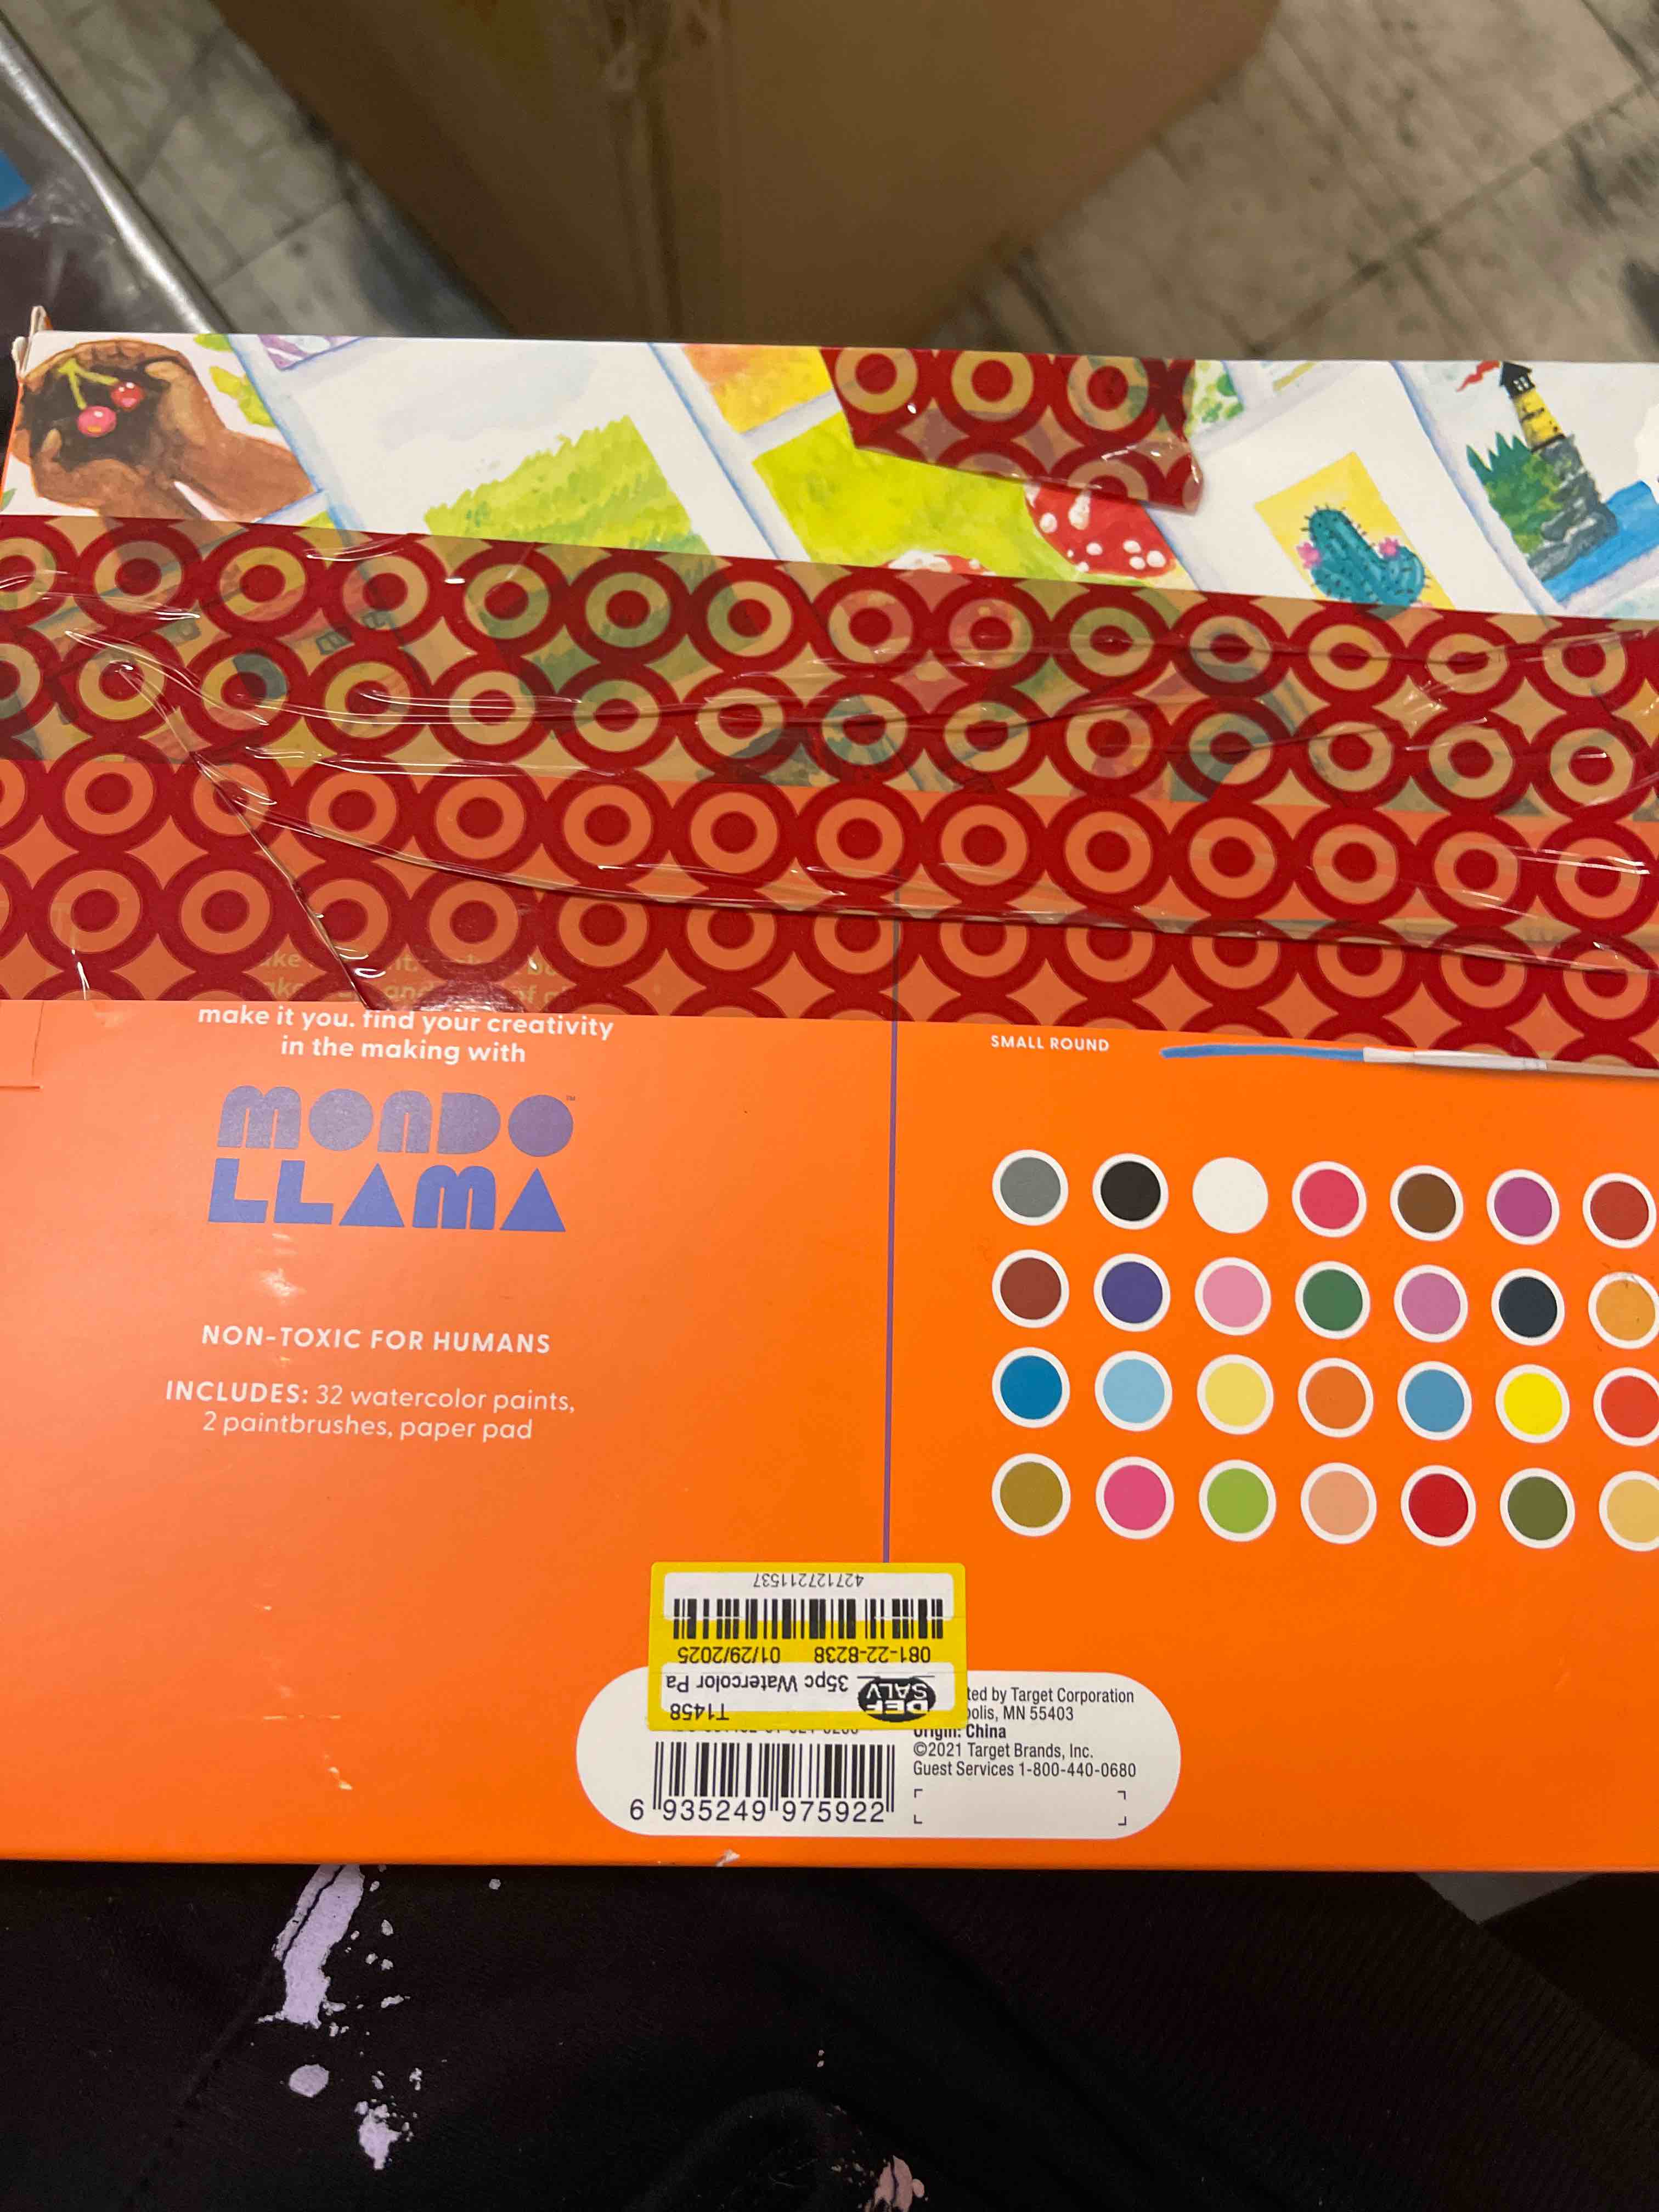 make it you. find your creativity
in the making with
MONDO™
LLAMA
NON-TOXIC FOR HUMANS
INCLUDES: 32 watercolor paints,
2 paintbrushes, paper pad
SMALL ROUND
T1458
DEF
SALV
35pc Watercolor Pa
081-22-8238 01/29/2025
427127211537
ted by Target Corporation
olis, MN 55403
Origin: China
©2021 Target Brands, Inc.
Guest Services 1-800-440-0680
6 935249 975922